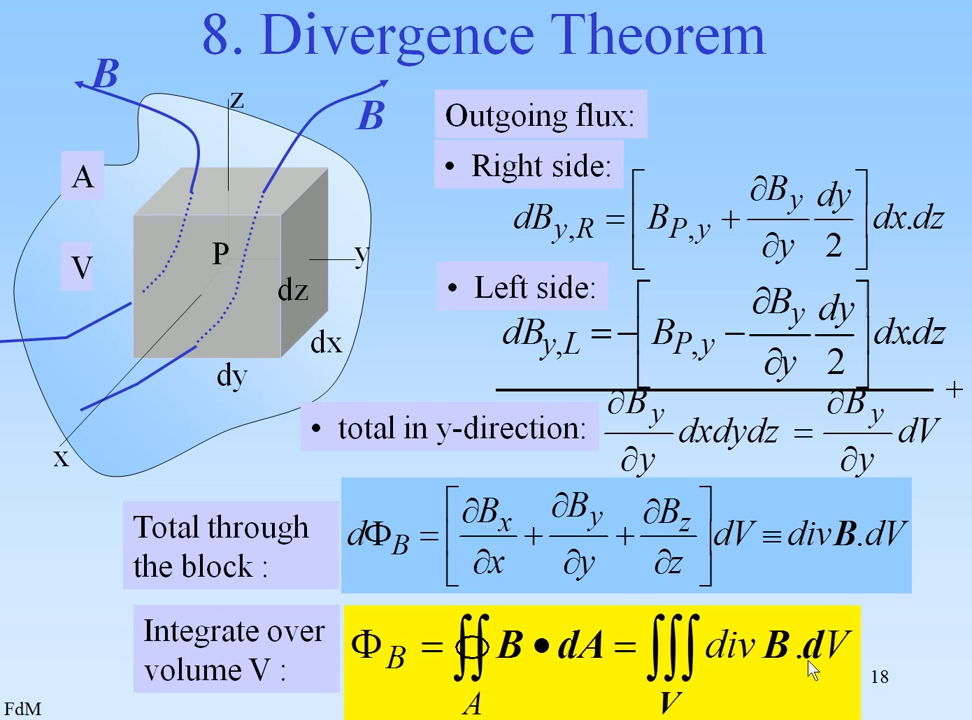 8. Divergence Theorem
B
B
z
A
V
P
y
dz
dx
dy
x
Outgoing flux:
• Right side:
dB_{y,R} = [B_{P,y} + ∂B_y/∂y dy/2] dx.dz
• Left side:
dB_{y,L} = −[B_{P,y} − ∂B_y/∂y dy/2] dx.dz
+
• total in y-direction:
∂B_y/∂y dxdydz = ∂B_y/∂y dV
Total through
the block :
dΦ_B = [∂B_x/∂x + ∂B_y/∂y + ∂B_z/∂z] dV ≡ divB.dV
Integrate over
volume V :
Φ_B = ∯_A B • dA = ∭_V div B.dV
18
FdM